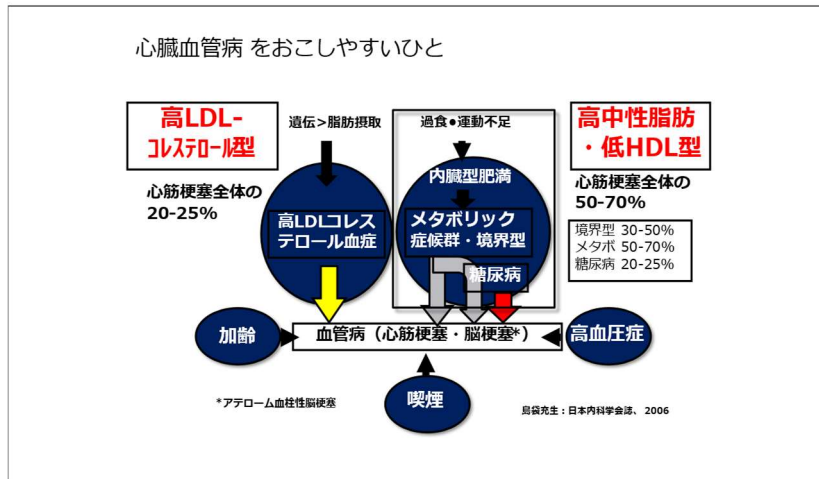 心臓血管病 をおこしやすいひと
高LDL-
コレステロール型
遺伝>脂肪摂取
過食•運動不足
高中性脂肪
・低HDL型
心筋梗塞全体の
20-25%
内臓型肥満
心筋梗塞全体の
50-70%
高LDLコレス
テロール血症
メタボリック
症候群・境界型
境界型 30-50%
メタボ 50-70%
糖尿病 20-25%
糖尿病
加齢
血管病(心筋梗塞・脳梗塞*)
高血圧症
喫煙
*アテローム血栓性脳梗塞
島袋充生:日本内科学会誌、2006